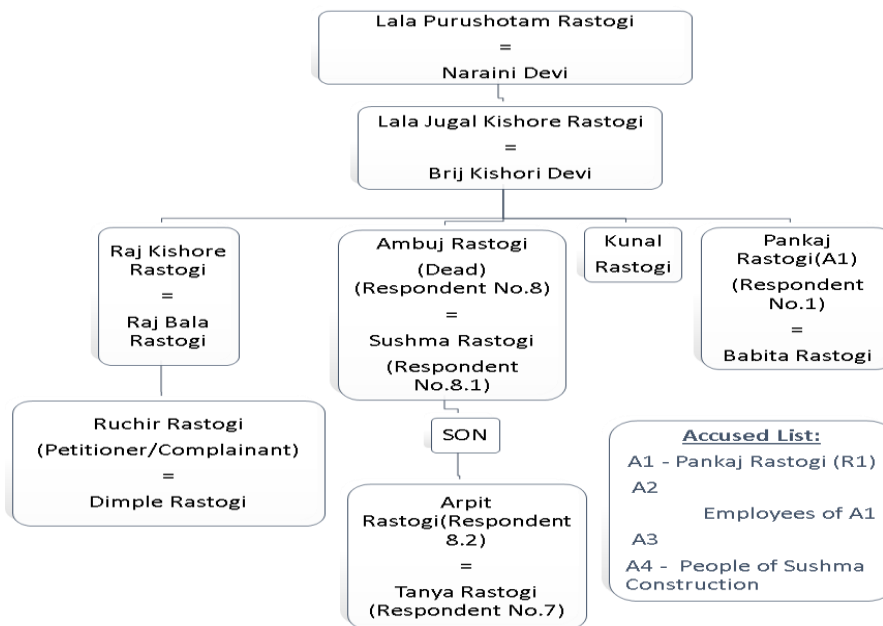 Lala Purushotam Rastogi
=
Naraini Devi
Lala Jugal Kishore Rastogi
=
Brij Kishori Devi
Raj Kishore
Rastogi
=
Raj Bala
Rastogi
Ambuj Rastogi
(Dead)
(Respondent No.8)
=
Sushma Rastogi
(Respondent
No.8.1)
Kunal
Rastogi
Pankaj
Rastogi(A1)
(Respondent
No.1)
=
Babita Rastogi
Ruchir Rastogi
(Petitioner/Complainant)
=
Dimple Rastogi
SON
Arpit
Rastogi(Respondent
8.2)
=
Tanya Rastogi
(Respondent No.7)
Accused List:
A1 - Pankaj Rastogi (R1)
A2
Employees of A1
A3
A4 - People of Sushma
Construction